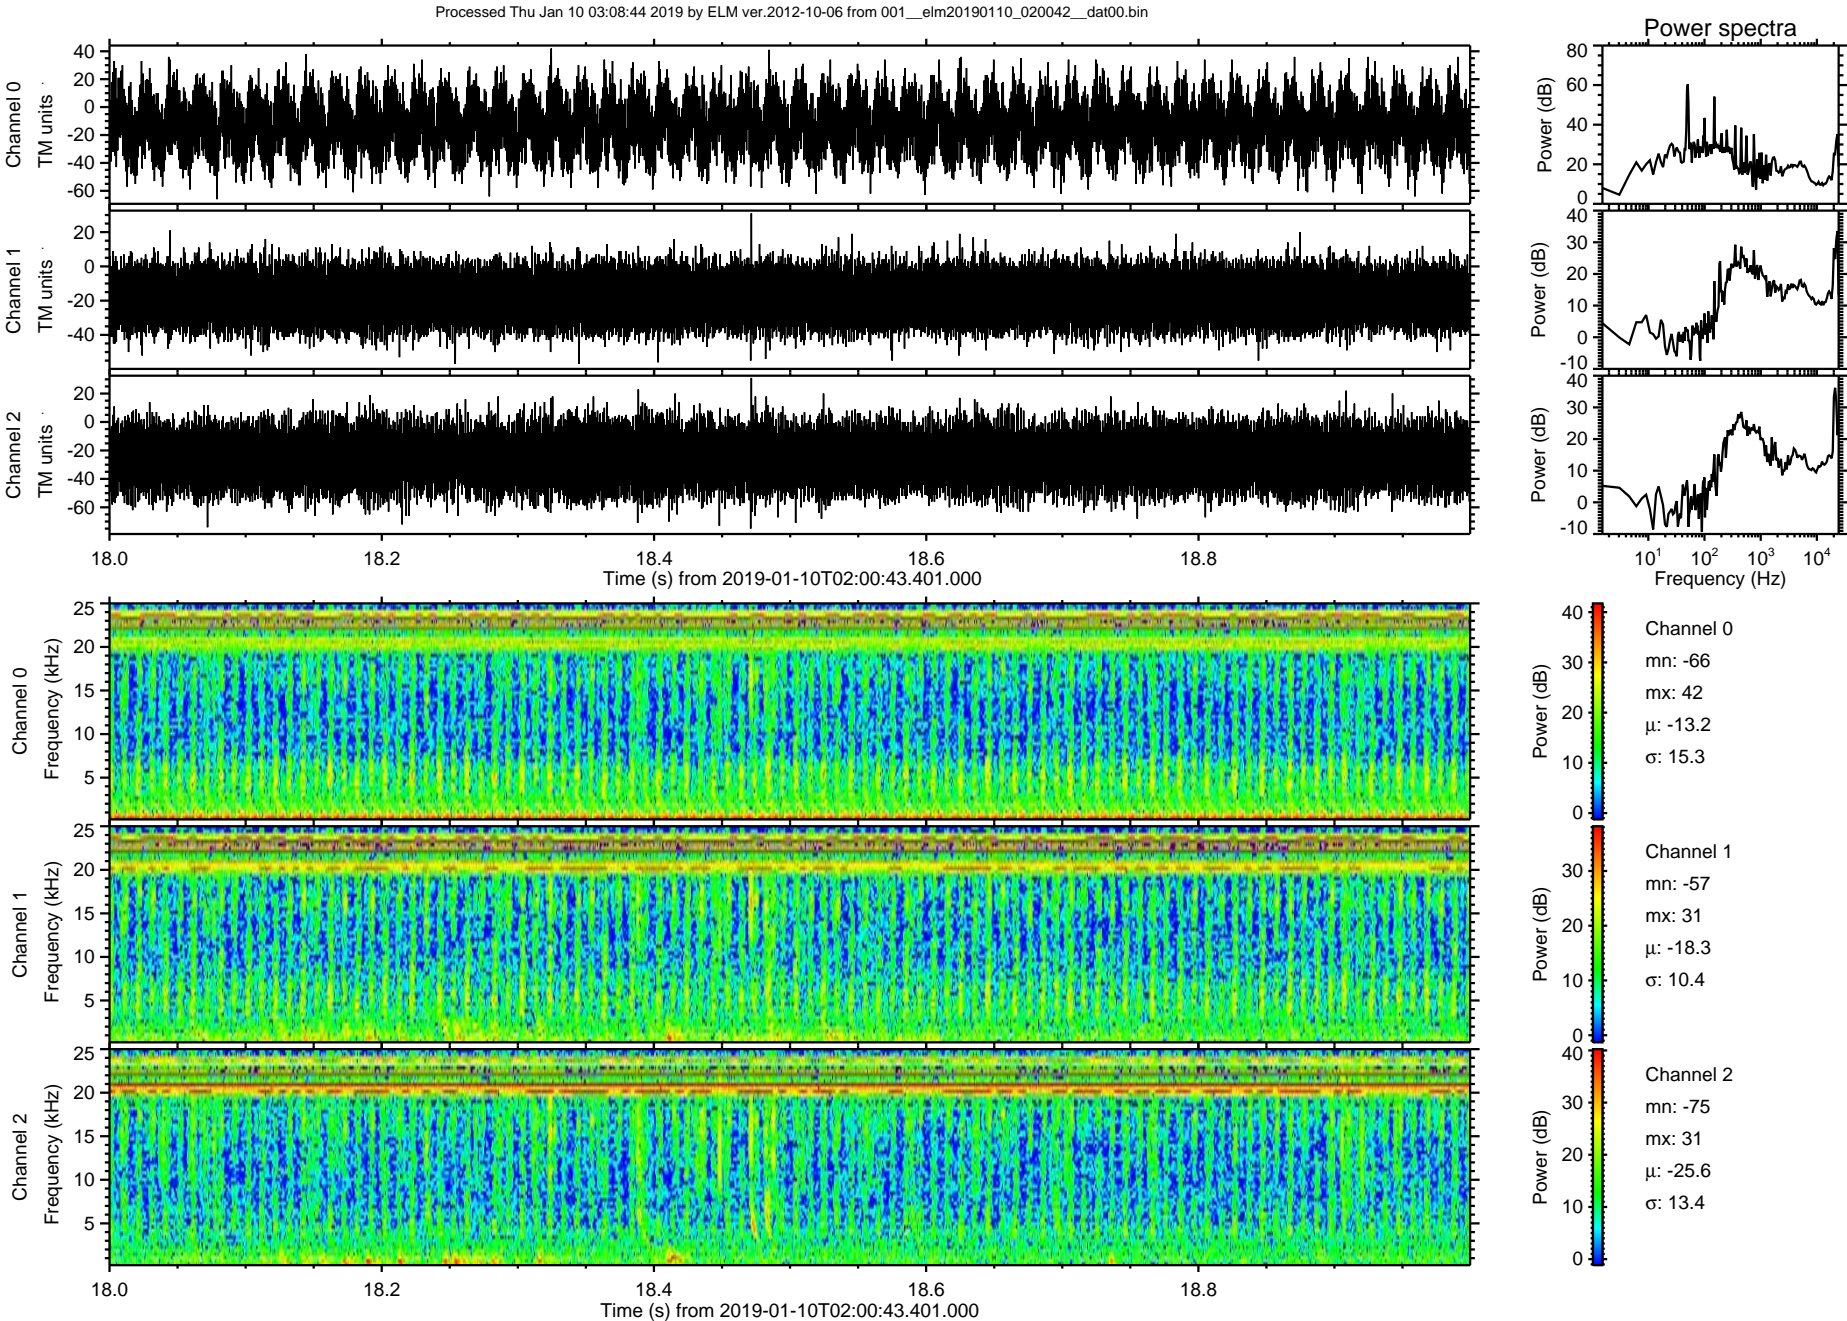 Processed Thu Jan 10 03:08:44 2019 by ELM ver.2012-10-06 from 001__elm20190110_020042__dat00.bin
Power spectra
Channel 0
TM units
40
20
0
-20
-40
-60
Power (dB)
80
60
40
20
0
Channel 1
TM units
20
0
-20
-40
Power (dB)
40
30
20
10
0
-10
Channel 2
TM units
20
0
-20
-40
-60
Power (dB)
40
30
20
10
0
-10
18.0 18.2 18.4 18.6 18.8
Time (s) from 2019-01-10T02:00:43.401.000
10¹ 10² 10³ 10⁴
Frequency (Hz)
Channel 0
Frequency (kHz)
25
20
15
10
5
Power (dB)
40
30
20
10
0
Channel 0
mn: -66
mx: 42
μ: -13.2
σ: 15.3
Channel 1
Frequency (kHz)
25
20
15
10
5
Power (dB)
30
20
10
0
Channel 1
mn: -57
mx: 31
μ: -18.3
σ: 10.4
Channel 2
Frequency (kHz)
25
20
15
10
5
Power (dB)
40
30
20
10
0
Channel 2
mn: -75
mx: 31
μ: -25.6
σ: 13.4
18.0 18.2 18.4 18.6 18.8
Time (s) from 2019-01-10T02:00:43.401.000